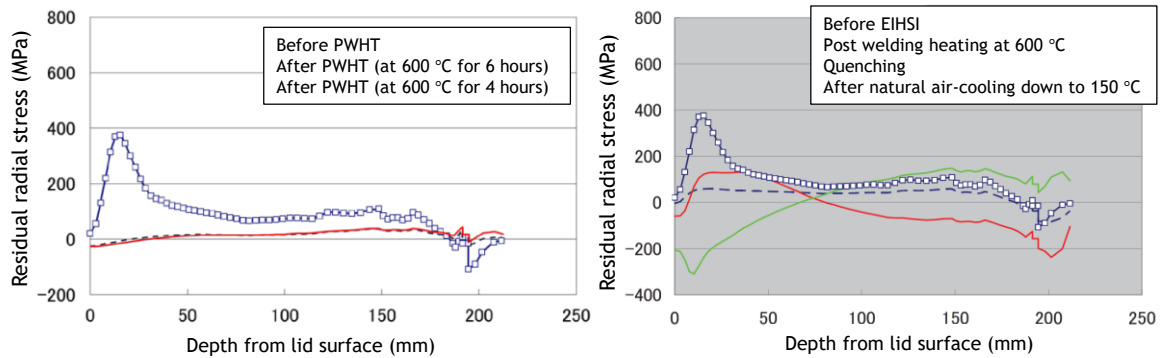 Residual radial stress (MPa)
800
600
400
200
0
−200
Before PWHT
After PWHT (at 600 °C for 6 hours)
After PWHT (at 600 °C for 4 hours)
0 50 100 150 200 250
Depth from lid surface (mm)
Residual radial stress (MPa)
800
600
400
200
0
−200
−400
Before EIHSI
Post welding heating at 600 °C
Quenching
After natural air-cooling down to 150 °C
0 50 100 150 200 250
Depth from lid surface (mm)